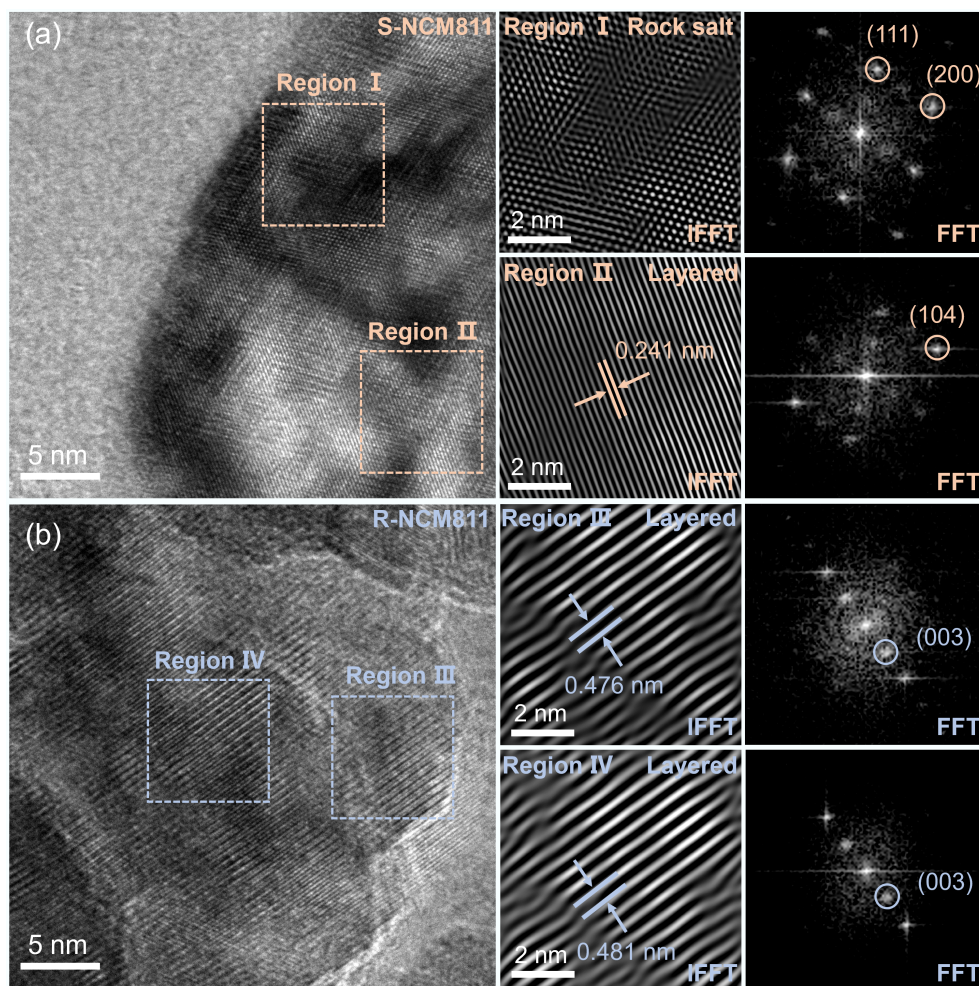 (a)
S-NCM811
Region Ⅰ
Region Ⅱ
5 nm
Region Ⅰ Rock salt
2 nm
IFFT
(111)
(200)
FFT
Region Ⅱ Layered
0.241 nm
2 nm
IFFT
(104)
FFT
(b)
R-NCM811
Region Ⅳ
Region Ⅲ
5 nm
Region Ⅲ Layered
0.476 nm
2 nm
IFFT
(003)
FFT
Region Ⅳ Layered
0.481 nm
2 nm
IFFT
(003)
FFT